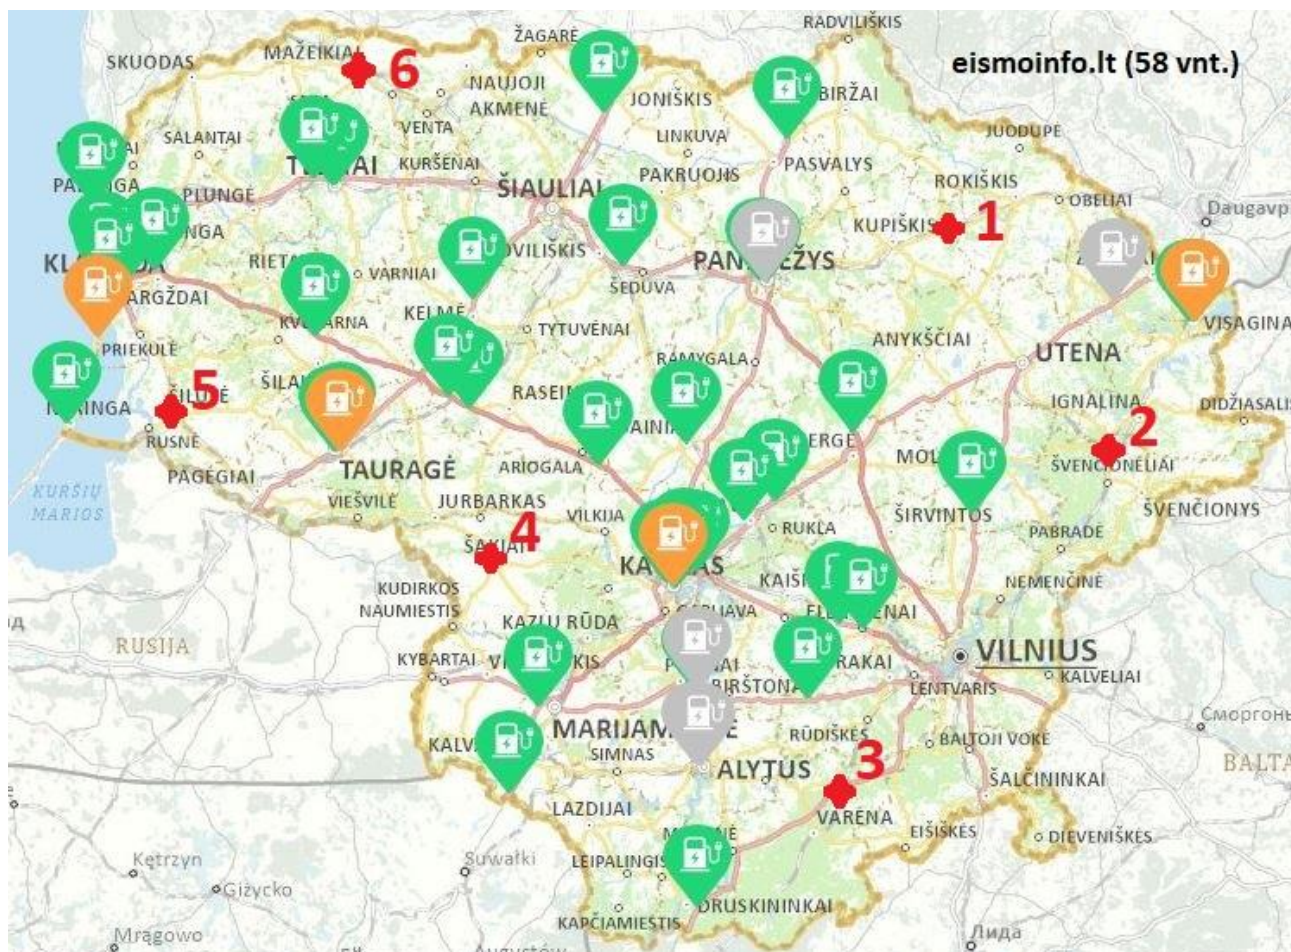 RADVILIŠKIS
ŽAGARĖ
MAŽEIKIAI
SKUODAS
6
eismoinfo.lt (58 vnt.)
NAUJOJI
AKMENĖ
JONIŠKIS
BIRŽAI
SALANTAI
VENTA
LINKUVA
JUODUPĖ
KURŠĖNAI
PAKRUOJIS
PASVALYS
ROKIŠKIS
PLUNGĖ
ŠIAULIAI
OBELIAI
Daugavp
KUPIŠKIS
1
VARNIAI
ŠEDUVA
TYTUVĖNAI
ANYKŠČIAI
VISAGINA
PRIEKULĖ
RAMYGALA
UTENA
5
IGNALINA
DIDŽIASALIS
RUSNĖ
2
ARIOGALA
ŠVENČIONĖLIAI
TAURAGĖ
PAGĖGIAI
KURŠIŲ
MARIOS
VIEŠVILĖ
JURBARKAS
VILKIJA
RUKLA
ŠIRVINTOS
ŠVENČIONYS
PABRADĖ
4
ŠAKIAI
KUDIRKOS
NAUMIESTIS
NEMENČINĖ
KAZLŲ RŪDA
RUSIJA
KYBARTAI
VILNIUS
KALVELIAI
LENTVARIS
RŪDIŠKĖS
BALTOJI VOKĖ
SIMNAS
3
ALYTUS
ŠALČININKAI
Сморгонь
BALTA
LAZDIJAI
VARĖNA
EIŠIŠKĖS
DIEVENIŠKĖS
Kętrzyn
Suwałki
LEIPALINGIS
Giżycko
DRUSKININKAI
KAPČIAMIESTIS
Mrągowo
Лида